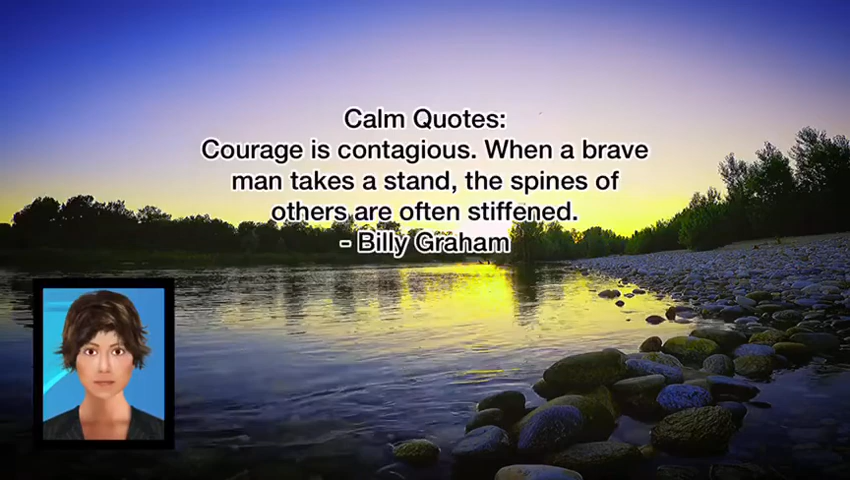 Calm Quotes:
Courage is contagious. When a brave
man takes a stand, the spines of
others are often stiffened.
- Billy Graham